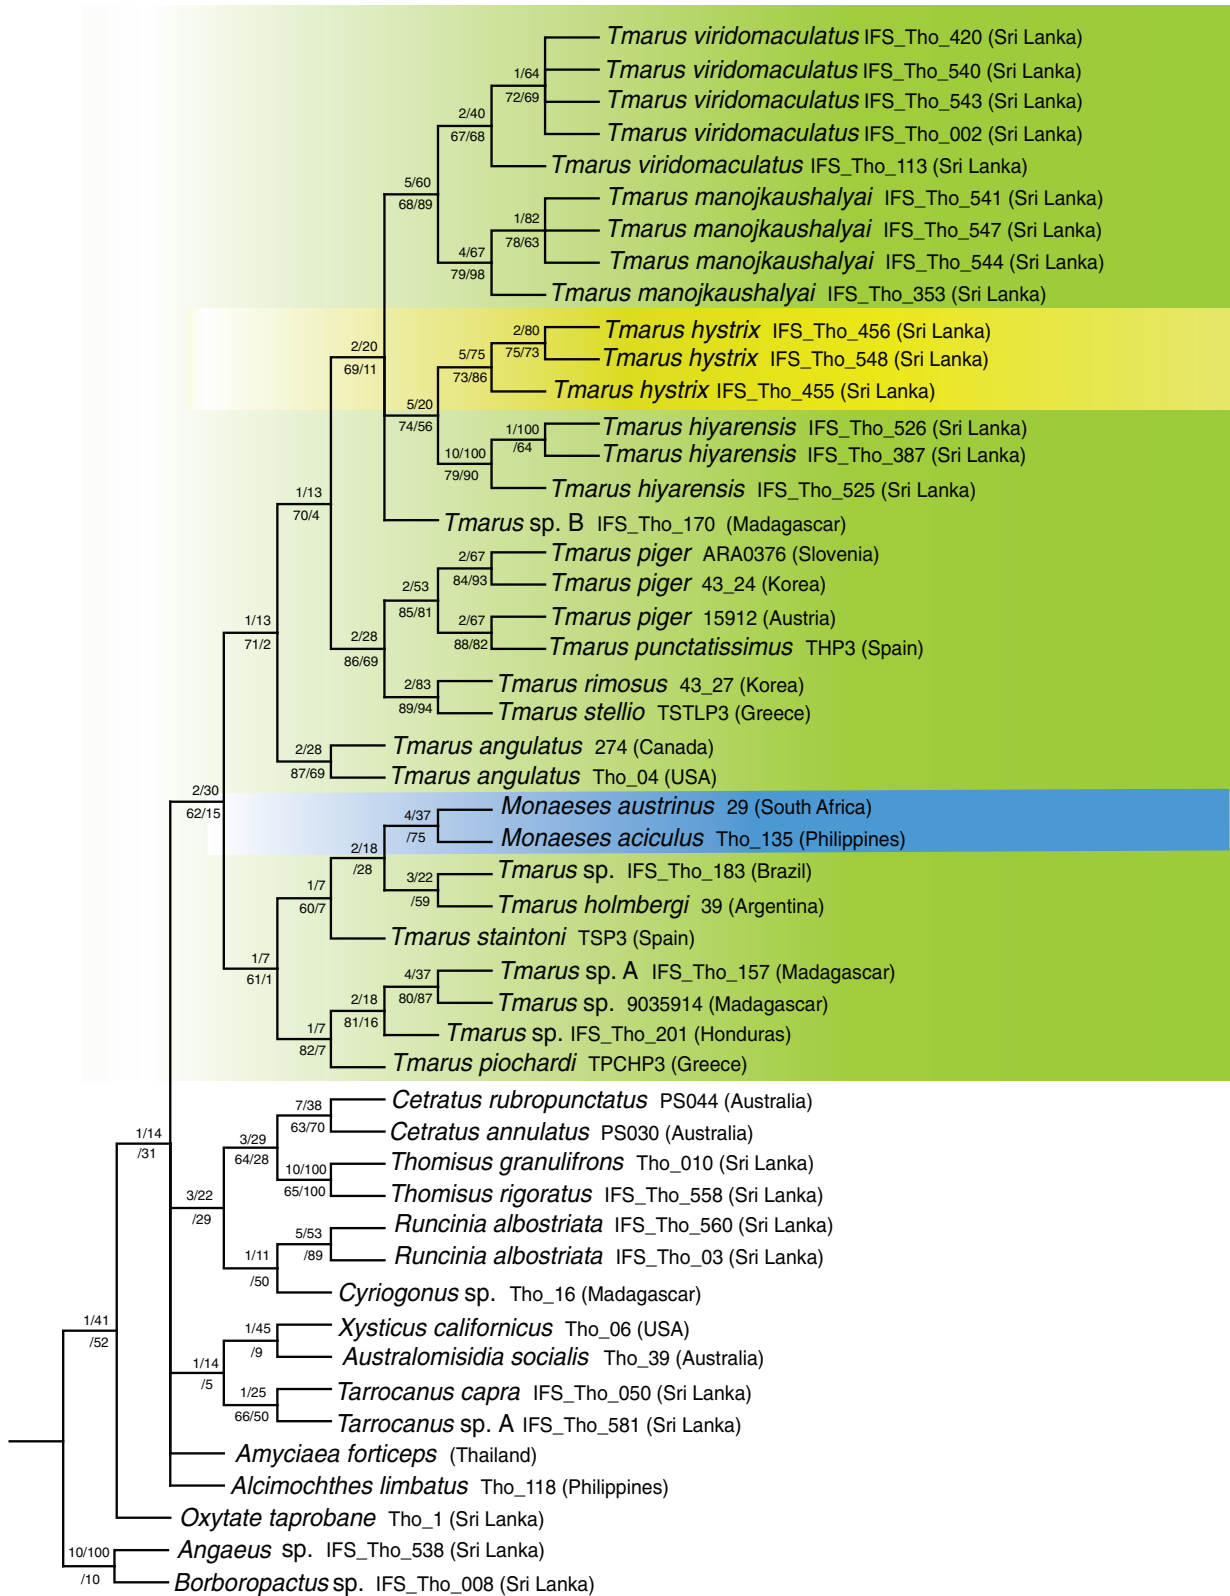 Tmarus viridomaculatus IFS_Tho_420 (Sri Lanka)
1/64
Tmarus viridomaculatus IFS_Tho_540 (Sri Lanka)
72/69
Tmarus viridomaculatus IFS_Tho_543 (Sri Lanka)
2/40
67/68
Tmarus viridomaculatus IFS_Tho_002 (Sri Lanka)
Tmarus viridomaculatus IFS_Tho_113 (Sri Lanka)
5/60
68/89
Tmarus manojkaushalyai IFS_Tho_541 (Sri Lanka)
1/82
Tmarus manojkaushalyai IFS_Tho_547 (Sri Lanka)
78/63
4/67
79/98
Tmarus manojkaushalyai IFS_Tho_544 (Sri Lanka)
Tmarus manojkaushalyai IFS_Tho_353 (Sri Lanka)
Tmarus hystrix IFS_Tho_456 (Sri Lanka)
2/80
75/73
2/20
69/11
5/75
73/86
Tmarus hystrix IFS_Tho_548 (Sri Lanka)
Tmarus hystrix IFS_Tho_455 (Sri Lanka)
5/20
74/56
Tmarus hiyarensis IFS_Tho_526 (Sri Lanka)
1/100
/64
Tmarus hiyarensis IFS_Tho_387 (Sri Lanka)
10/100
79/90
Tmarus hiyarensis IFS_Tho_525 (Sri Lanka)
1/13
70/4
Tmarus sp. B IFS_Tho_170 (Madagascar)
Tmarus piger ARA0376 (Slovenia)
2/67
84/93
Tmarus piger 43_24 (Korea)
2/53
85/81
Tmarus piger 15912 (Austria)
2/67
88/82
1/13
71/2
2/28
86/69
Tmarus punctatissimus THP3 (Spain)
Tmarus rimosus 43_27 (Korea)
2/83
89/94
Tmarus stellio TSTLP3 (Greece)
Tmarus angulatus 274 (Canada)
2/28
87/69
Tmarus angulatus Tho_04 (USA)
2/30
62/15
Monaeses austrinus 29 (South Africa)
4/37
/75
Monaeses aciculus Tho_135 (Philippines)
2/18
/28
Tmarus sp. IFS_Tho_183 (Brazil)
3/22
/59
1/7
60/7
Tmarus holmbergi 39 (Argentina)
Tmarus staintoni TSP3 (Spain)
1/7
61/1
Tmarus sp. A IFS_Tho_157 (Madagascar)
4/37
80/87
Tmarus sp. 9035914 (Madagascar)
2/18
81/16
Tmarus sp. IFS_Tho_201 (Honduras)
1/7
82/7
Tmarus piochardi TPCHP3 (Greece)
Cetratus rubropunctatus PS044 (Australia)
7/38
63/70
Cetratus annulatus PS030 (Australia)
1/14
/31
3/29
64/28
Thomisus granulifrons Tho_010 (Sri Lanka)
10/100
65/100
Thomisus rigoratus IFS_Tho_558 (Sri Lanka)
3/22
/29
Runcinia albostriata IFS_Tho_560 (Sri Lanka)
5/53
/89
Runcinia albostriata IFS_Tho_03 (Sri Lanka)
1/11
/50
Cyriogonus sp. Tho_16 (Madagascar)
1/41
/52
Xysticus californicus Tho_06 (USA)
1/45
/9
Australomisidia socialis Tho_39 (Australia)
1/14
/5
Tarrocanus capra IFS_Tho_050 (Sri Lanka)
1/25
66/50
Tarrocanus sp. A IFS_Tho_581 (Sri Lanka)
Amyciaea forticeps (Thailand)
Alcimochthes limbatus Tho_118 (Philippines)
Oxytate taprobane Tho_1 (Sri Lanka)
Angaeus sp. IFS_Tho_538 (Sri Lanka)
10/100
/10
Borboropactus sp. IFS_Tho_008 (Sri Lanka)